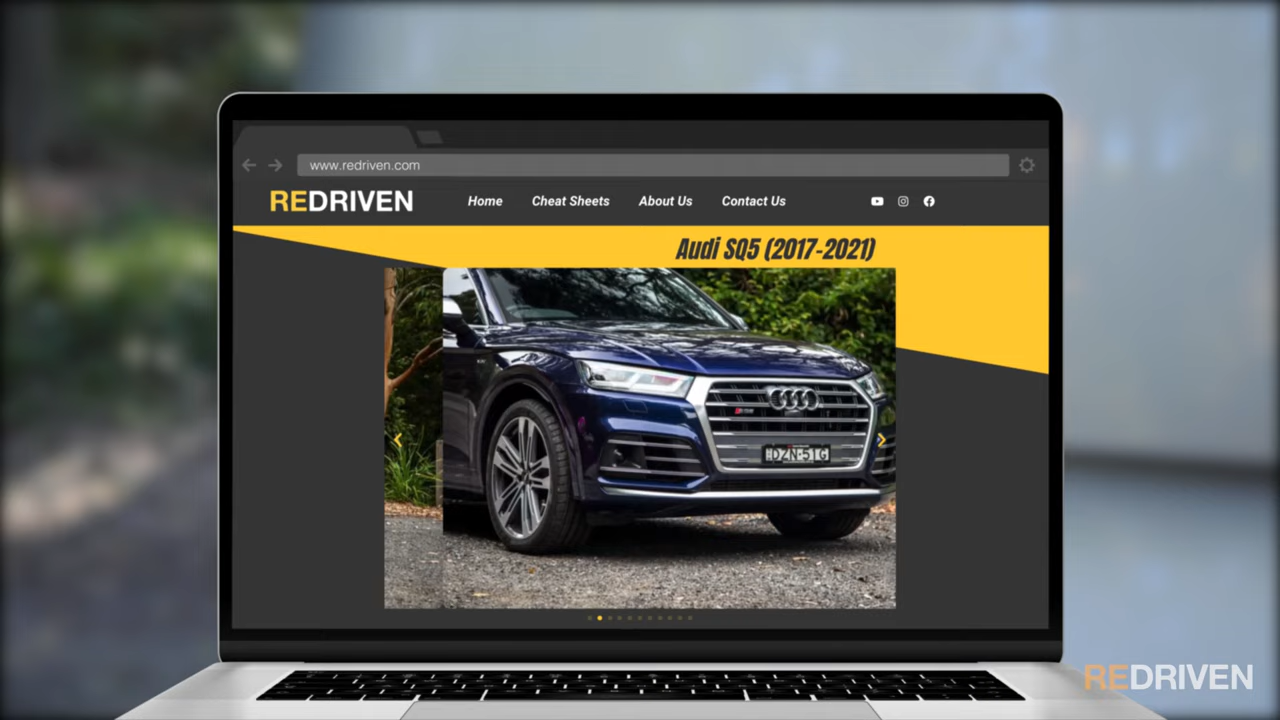 www.redriven.com
REDRIVEN
Home Cheat Sheets About Us Contact Us
Audi SQ5 (2017-2021)
DZN-51G
REDRIVEN